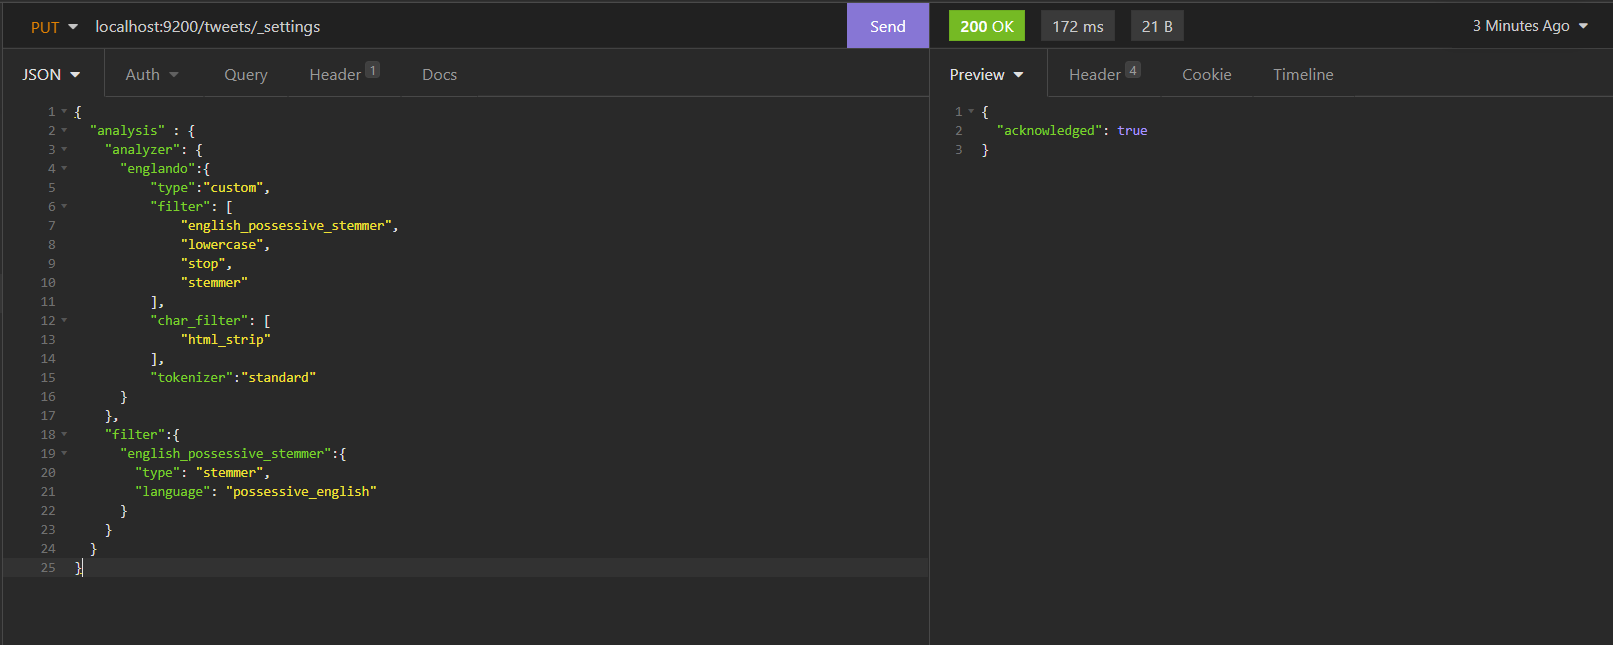 PUT localhost:9200/tweets/_settings Send 200 OK 172 ms 21 B 3 Minutes Ago
JSON Auth Query Header 1 Docs
1 {
2 "analysis" : {
3 "analyzer": {
4 "englando":{
5 "type":"custom",
6 "filter": [
7 "english_possessive_stemmer",
8 "lowercase",
9 "stop",
10 "stemmer"
11 ],
12 "char_filter": [
13 "html_strip"
14 ],
15 "tokenizer":"standard"
16 }
17 },
18 "filter":{
19 "english_possessive_stemmer":{
20 "type": "stemmer",
21 "language": "possessive_english"
22 }
23 }
24 }
25 }
Preview Header 4 Cookie Timeline
1 {
2 "acknowledged": true
3 }